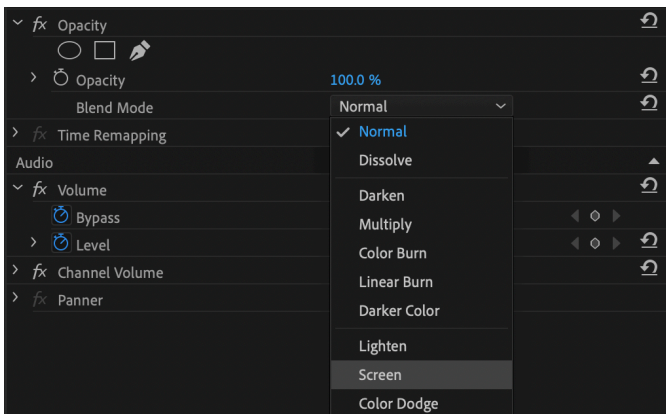 fx Opacity
Opacity 100.0 %
Blend Mode Normal
fx Time Remapping Normal
Audio Dissolve
fx Volume Darken
Bypass Multiply
Level Color Burn
fx Channel Volume Linear Burn
fx Panner Darker Color
Lighten
Screen
Color Dodge